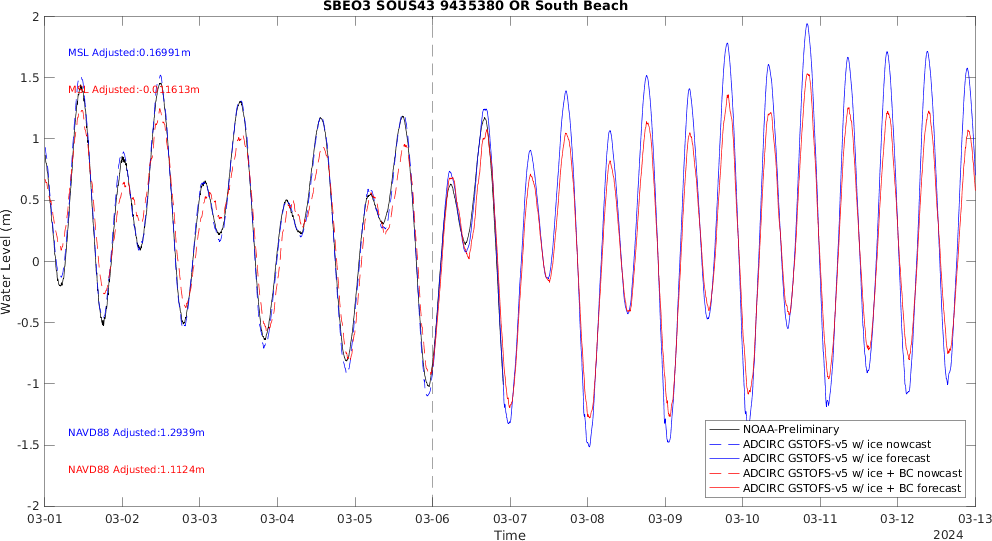 SBEO3 SOUS43 9435380 OR South Beach
2
1.5
1
0.5
0
-0.5
-1
-1.5
-2
Water Level (m)
MSL Adjusted:0.16991m
MSL Adjusted:-0.011613m
NAVD88 Adjusted:1.2939m
NAVD88 Adjusted:1.1124m
NOAA-Preliminary
ADCIRC GSTOFS-v5 w/ ice nowcast
ADCIRC GSTOFS-v5 w/ ice forecast
ADCIRC GSTOFS-v5 w/ ice + BC nowcast
ADCIRC GSTOFS-v5 w/ ice + BC forecast
03-01 03-02 03-03 03-04 03-05 03-06 03-07 03-08 03-09 03-10 03-11 03-12 03-13
Time
2024